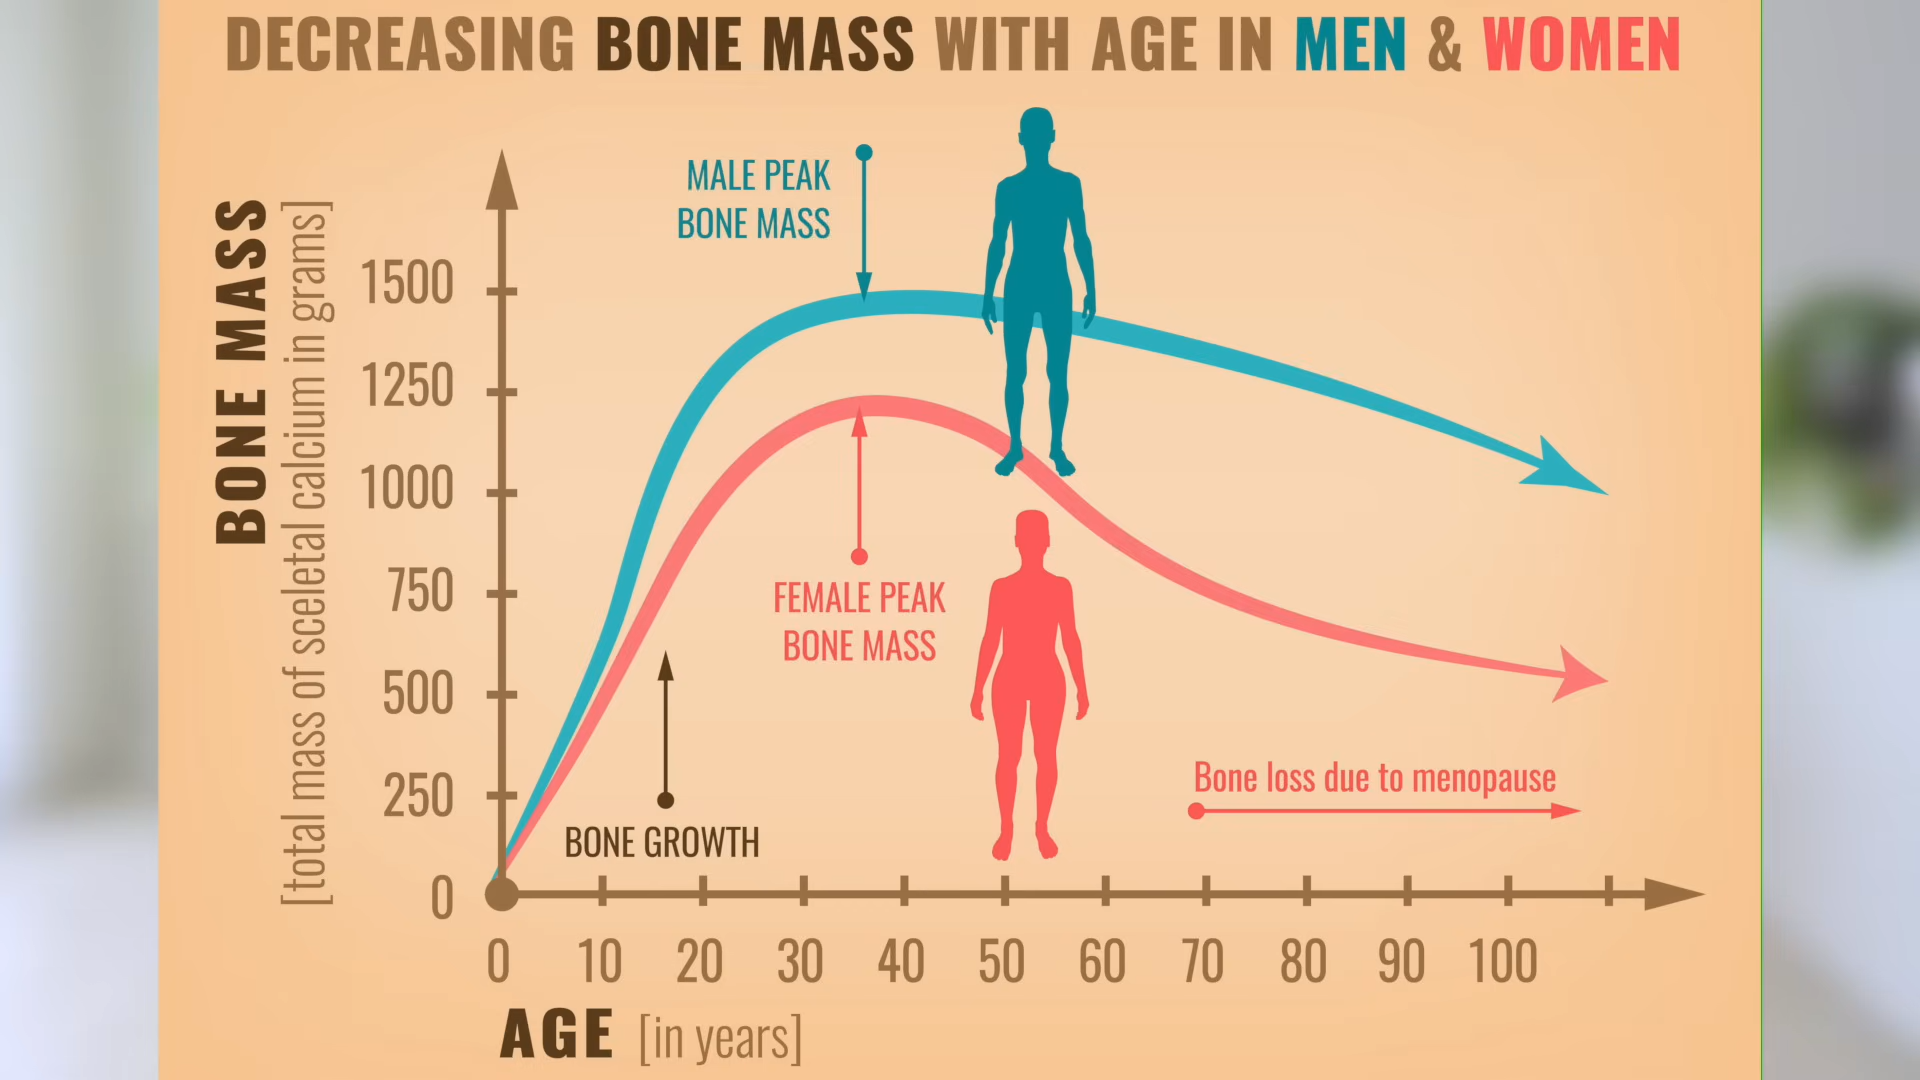 DECREASING BONE MASS WITH AGE IN MEN & WOMEN
MALE PEAK
BONE MASS
BONE MASS
[total mass of sceletal calcium in grams]
1500
1250
1000
750
500
250
0
FEMALE PEAK
BONE MASS
Bone loss due to menopause
BONE GROWTH
0 10 20 30 40 50 60 70 80 90 100
AGE [in years]